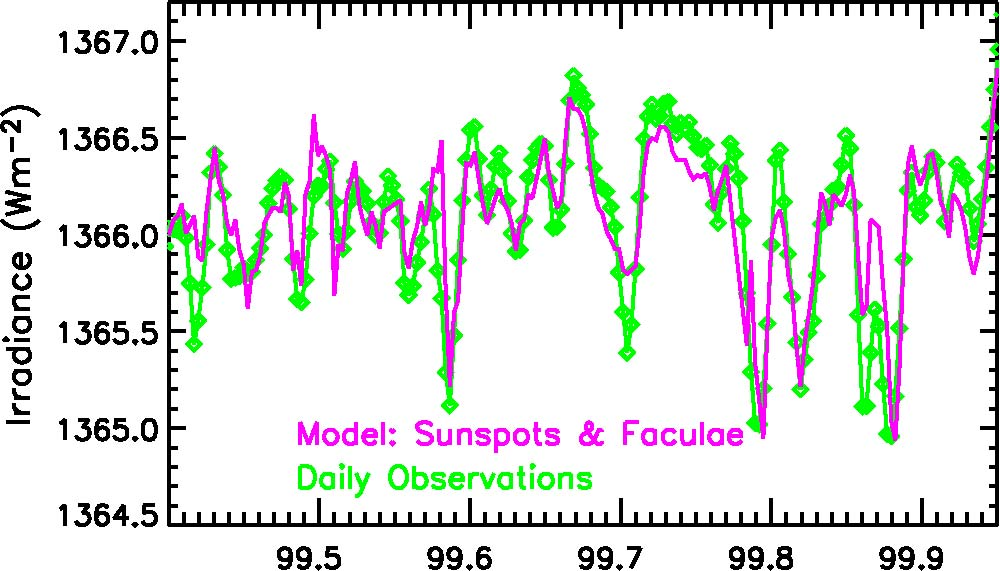 1367.0
1366.5
1366.0
1365.5
1365.0
1364.5
Irradiance (Wm⁻²)
Model: Sunspots & Faculae
Daily Observations
99.5 99.6 99.7 99.8 99.9